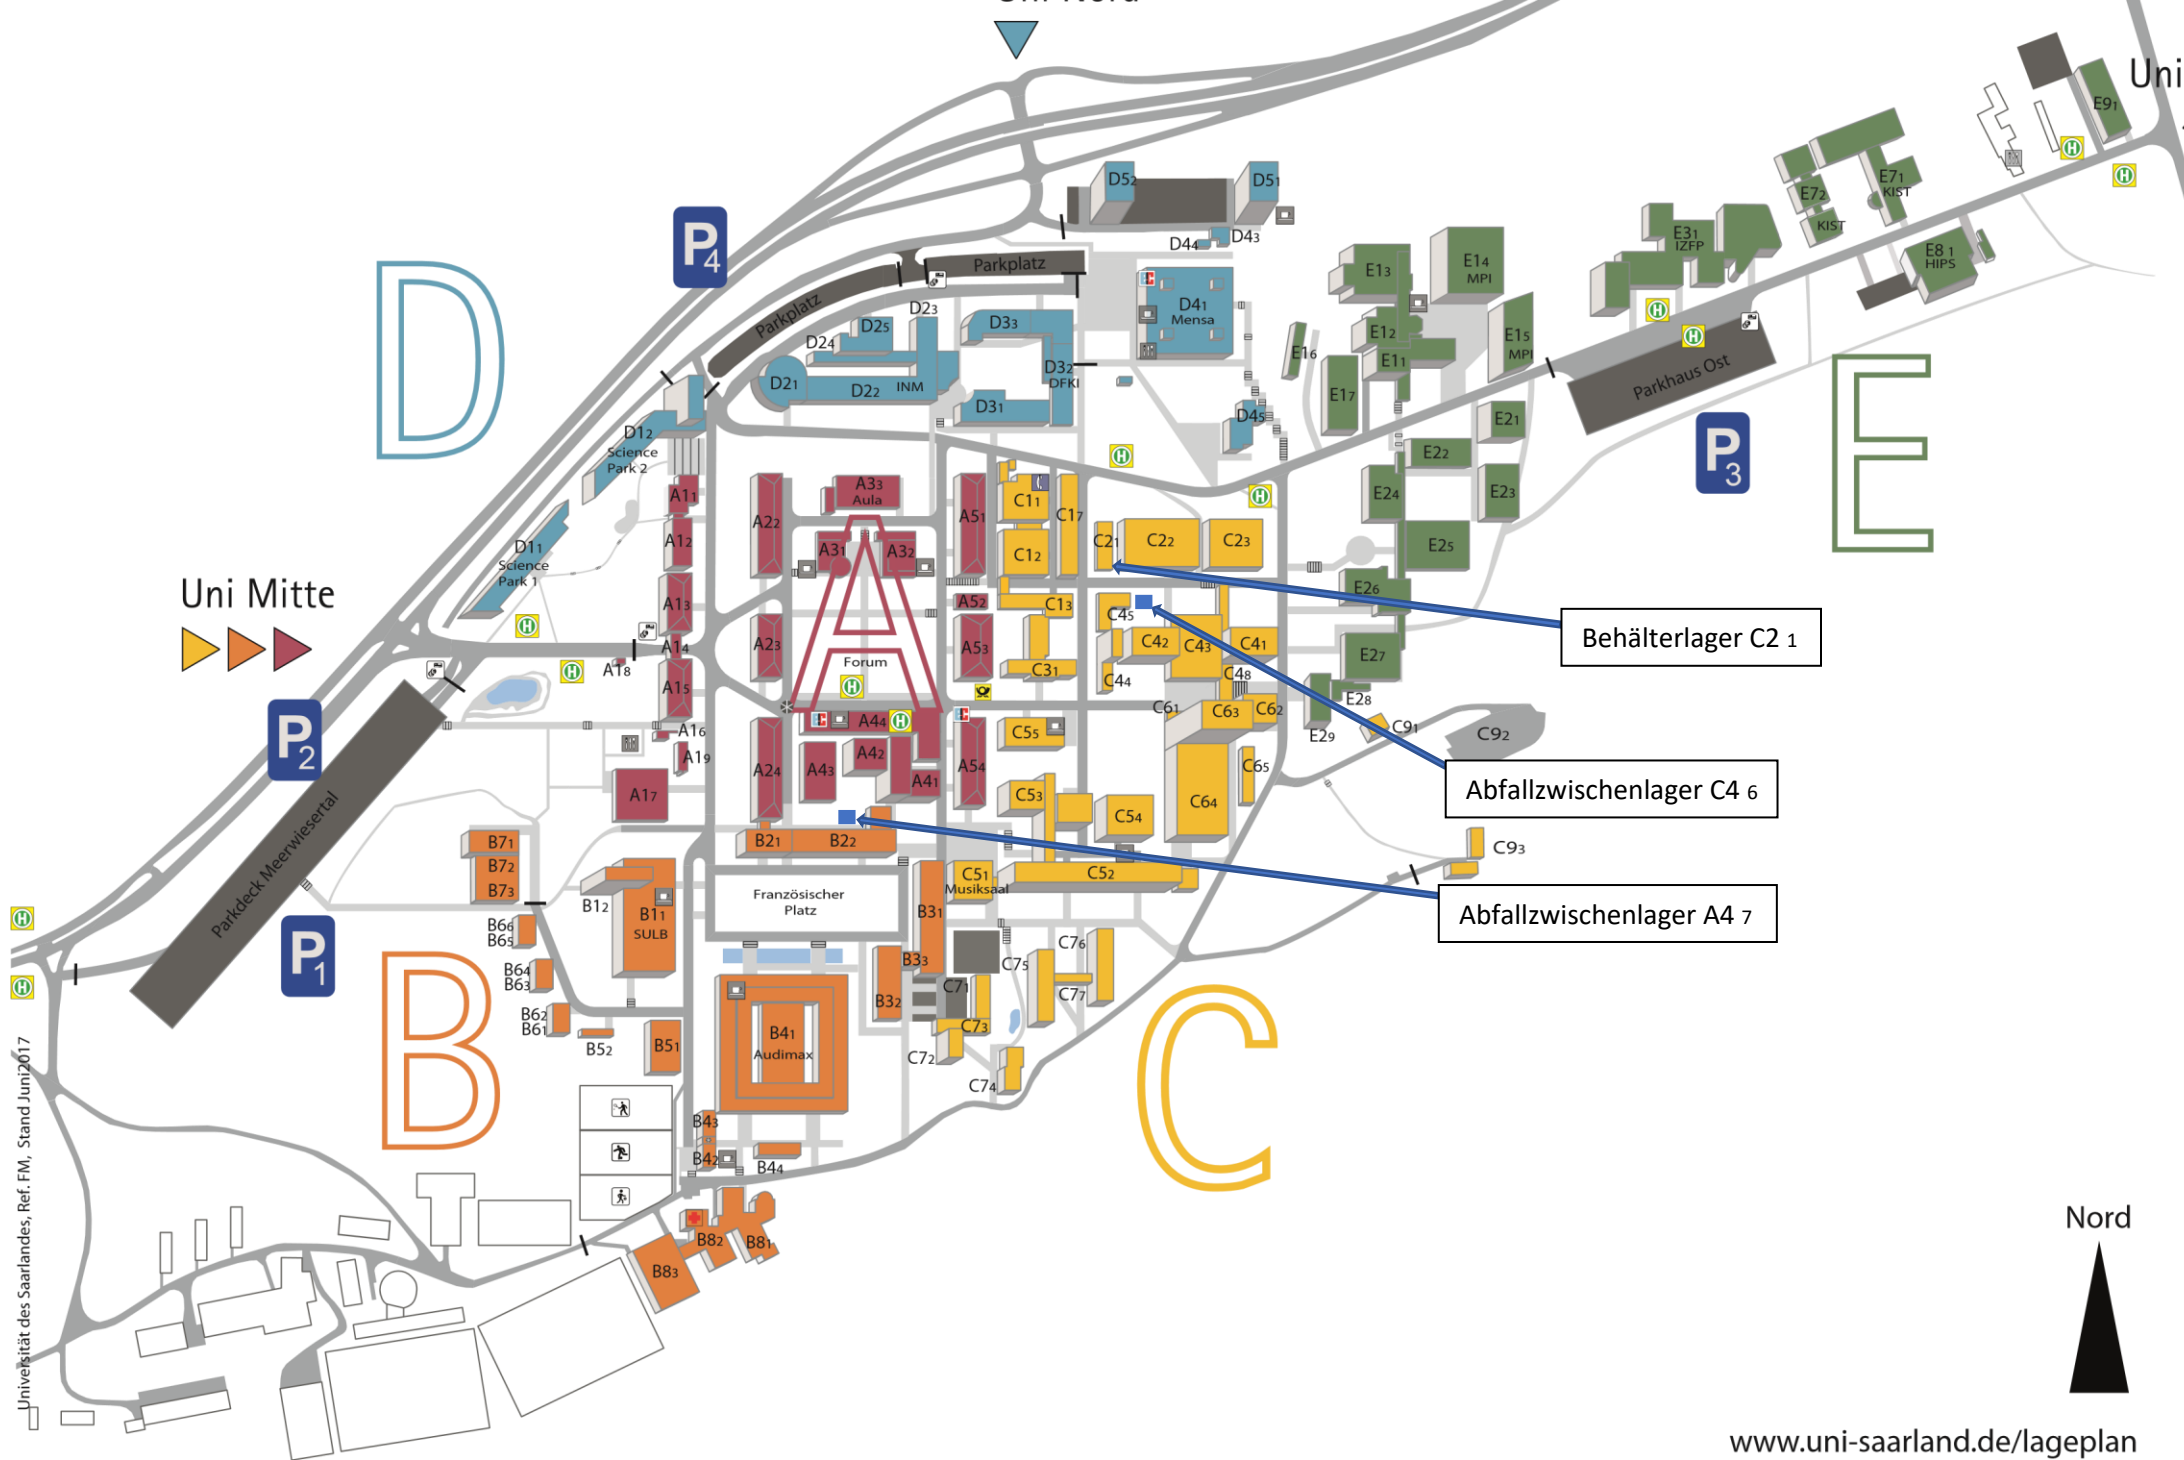 Uni Nord
Uni
E91
D52
D51
P4
D44
D43
E72
E71
KIST
KIST
E31
IZFP
E81
HIPS
Parkplatz
Parkplatz
D
D23
D25
D24
D33
D41
Mensa
E13
E14
MPI
E12
E11
E15
MPI
E16
E17
Parkhaus Ost
D21
D22
INM
D32
DFKI
D31
D45
E21
E22
P3
E
D12
Science
Park 2
A11
A22
A33
Aula
A51
C11
C17
E24
E23
D11
Science
Park 1
A12
A31
A32
C12
C21
C22
C23
E25
Uni Mitte
A13
A52
C13
C45
E26
Behälterlager C2 1
A14
A23
Forum
A53
C31
C42
C43
C41
E27
A18
A15
C44
C48
E28
P2
A16
A19
A44
C61
C63
C62
E29
C91
C92
C55
A24
A43
A42
A41
A54
C65
A17
C53
C54
C64
Abfallzwischenlager C4 6
Parkdeck Meerwiesertal
B71
B72
B73
B21
B22
C93
Französischer
Platz
C51
Musiksaal
C52
B12
B11
SULB
B31
Abfallzwischenlager A4 7
P1
B66
B65
B64
B63
B33
C76
C75
C71
C77
B32
B
B62
B61
B52
B51
B41
Audimax
C73
C72
C74
C
B43
B42
B44
B82
B81
B83
Nord
Universität des Saarlandes, Ref. FM, Stand Juni2017
www.uni-saarland.de/lageplan